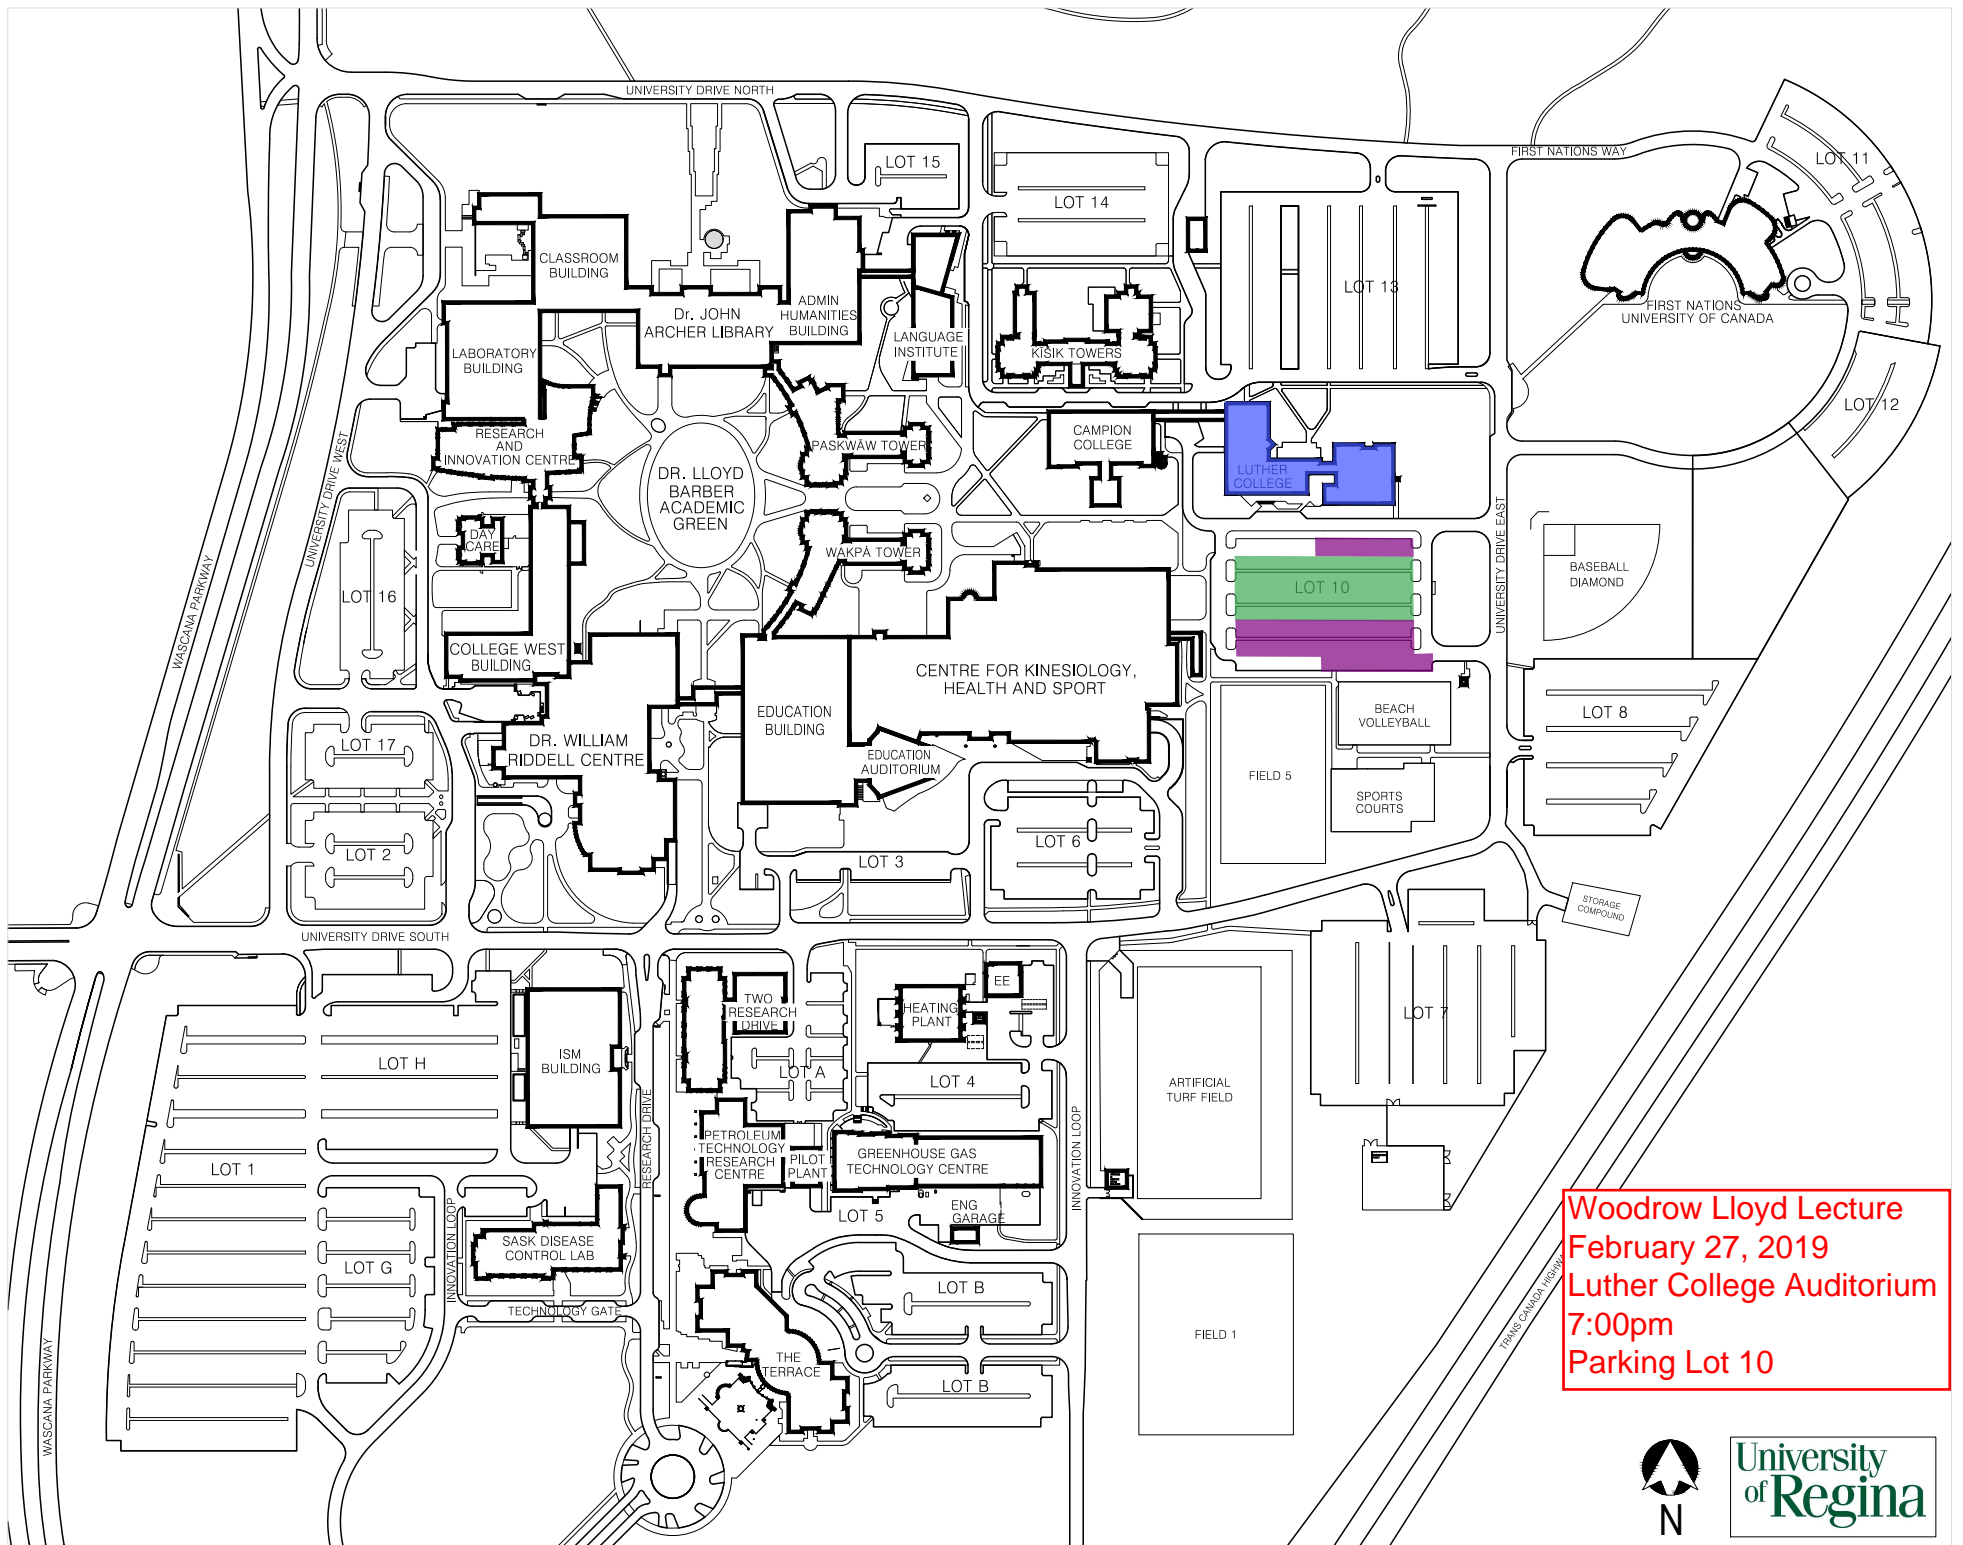 UNIVERSITY DRIVE NORTH
FIRST NATIONS WAY
LOT 11
LOT 15
LOT 14
CLASSROOM
BUILDING
LOT 13
ADMIN
HUMANITIES
BUILDING
Dr. JOHN
ARCHER LIBRARY
FIRST NATIONS
UNIVERSITY OF CANADA
LANGUAGE
INSTITUTE
KĪSIK TOWERS
LABORATORY
BUILDING
LOT 12
CAMPION
COLLEGE
RESEARCH
AND
INNOVATION CENTRE
PASKWĀW TOWER
LUTHER
COLLEGE
DR. LLOYD
BARBER
ACADEMIC
GREEN
UNIVERSITY DRIVE WEST
UNIVERSITY DRIVE EAST
DAY
CARE
WAKPĀ TOWER
BASEBALL
DIAMOND
LOT 10
LOT 16
WASCANA PARKWAY
COLLEGE WEST
BUILDING
CENTRE FOR KINESIOLOGY,
HEALTH AND SPORT
EDUCATION
BUILDING
BEACH
VOLLEYBALL
LOT 8
DR. WILLIAM
RIDDELL CENTRE
LOT 17
EDUCATION
AUDITORIUM
FIELD 5
SPORTS
COURTS
LOT 2
LOT 3
LOT 6
STORAGE
COMPOUND
UNIVERSITY DRIVE SOUTH
TWO
RESEARCH
DRIVE
EE
HEATING
PLANT
LOT 7
LOT H
ISM
BUILDING
LOT A
LOT 4
ARTIFICIAL
TURF FIELD
RESEARCH DRIVE
INNOVATION LOOP
PETROLEUM
TECHNOLOGY
RESEARCH
CENTRE
PILOT
PLANT
GREENHOUSE GAS
TECHNOLOGY CENTRE
LOT 1
LOT 5
ENG
GARAGE
INNOVATION LOOP
SASK DISEASE
CONTROL LAB
LOT G
LOT B
TECHNOLOGY GATE
FIELD 1
THE
TERRACE
LOT B
WASCANA PARKWAY
TRANS CANADA HIGHW
Woodrow Lloyd Lecture
February 27, 2019
Luther College Auditorium
7:00pm
Parking Lot 10
N
University
of Regina